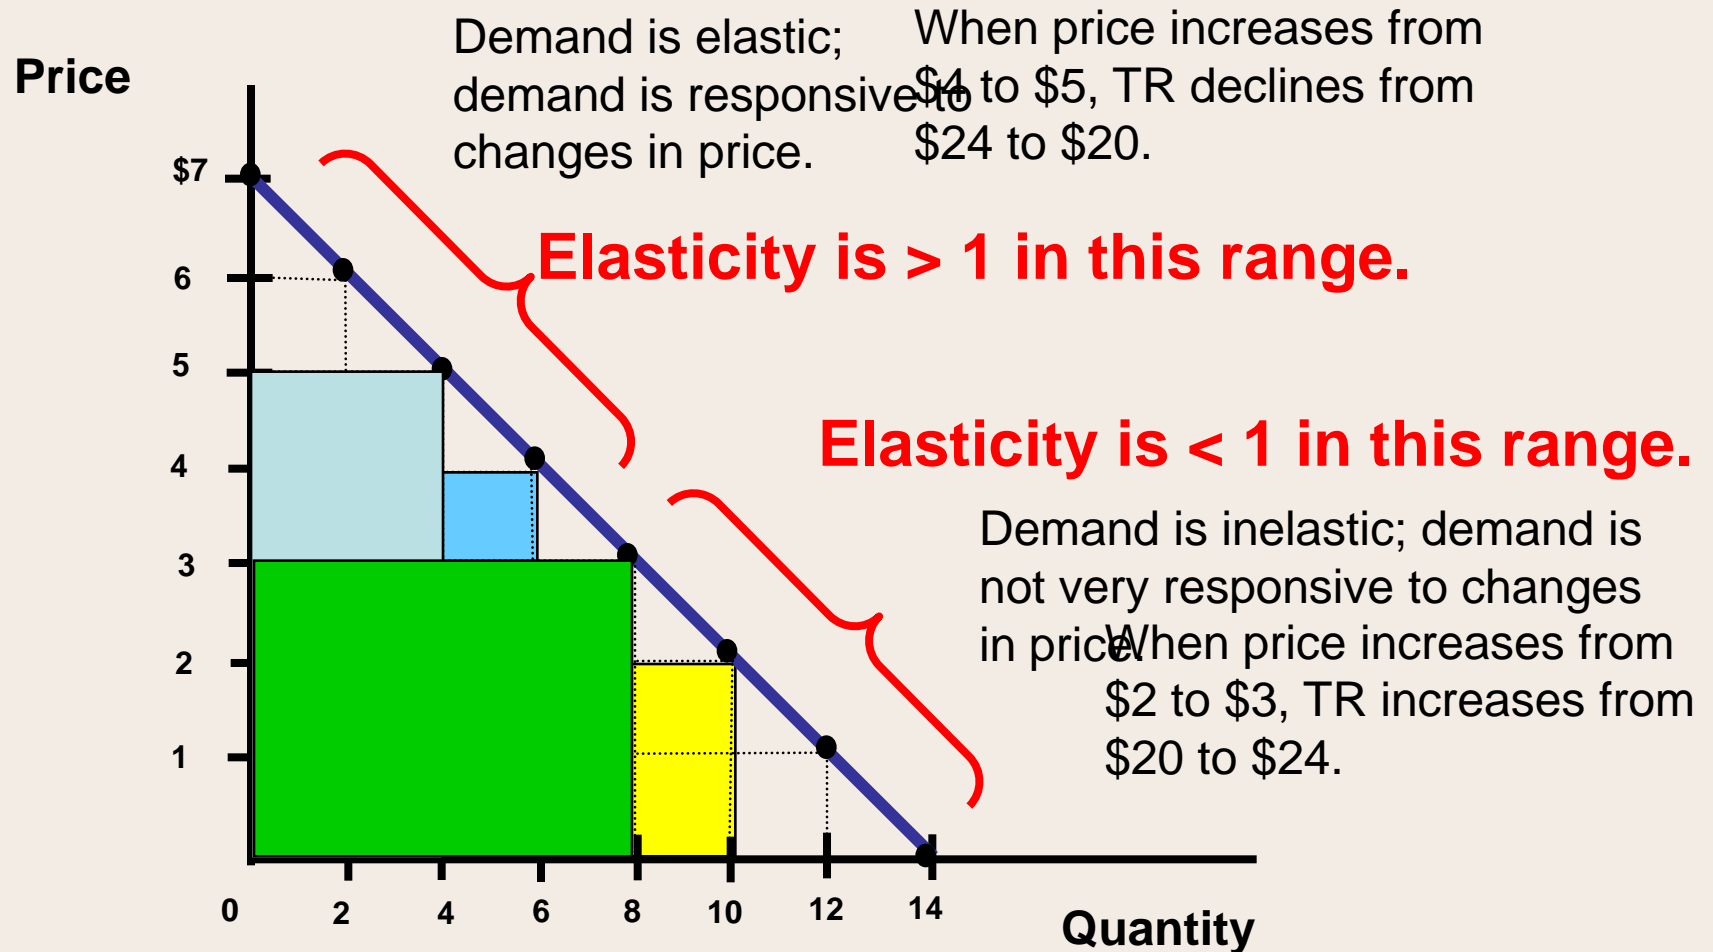 Demand is elastic;
demand is responsive to
changes in price.
When price increases from
$4 to $5, TR declines from
$24 to $20.
Price
$7
6
5
4
3
2
1
Elasticity is > 1 in this range.
Elasticity is < 1 in this range.
Demand is inelastic; demand is
not very responsive to changes
in price.
When price increases from
$2 to $3, TR increases from
$20 to $24.
0 2 4 6 8 10 12 14
Quantity